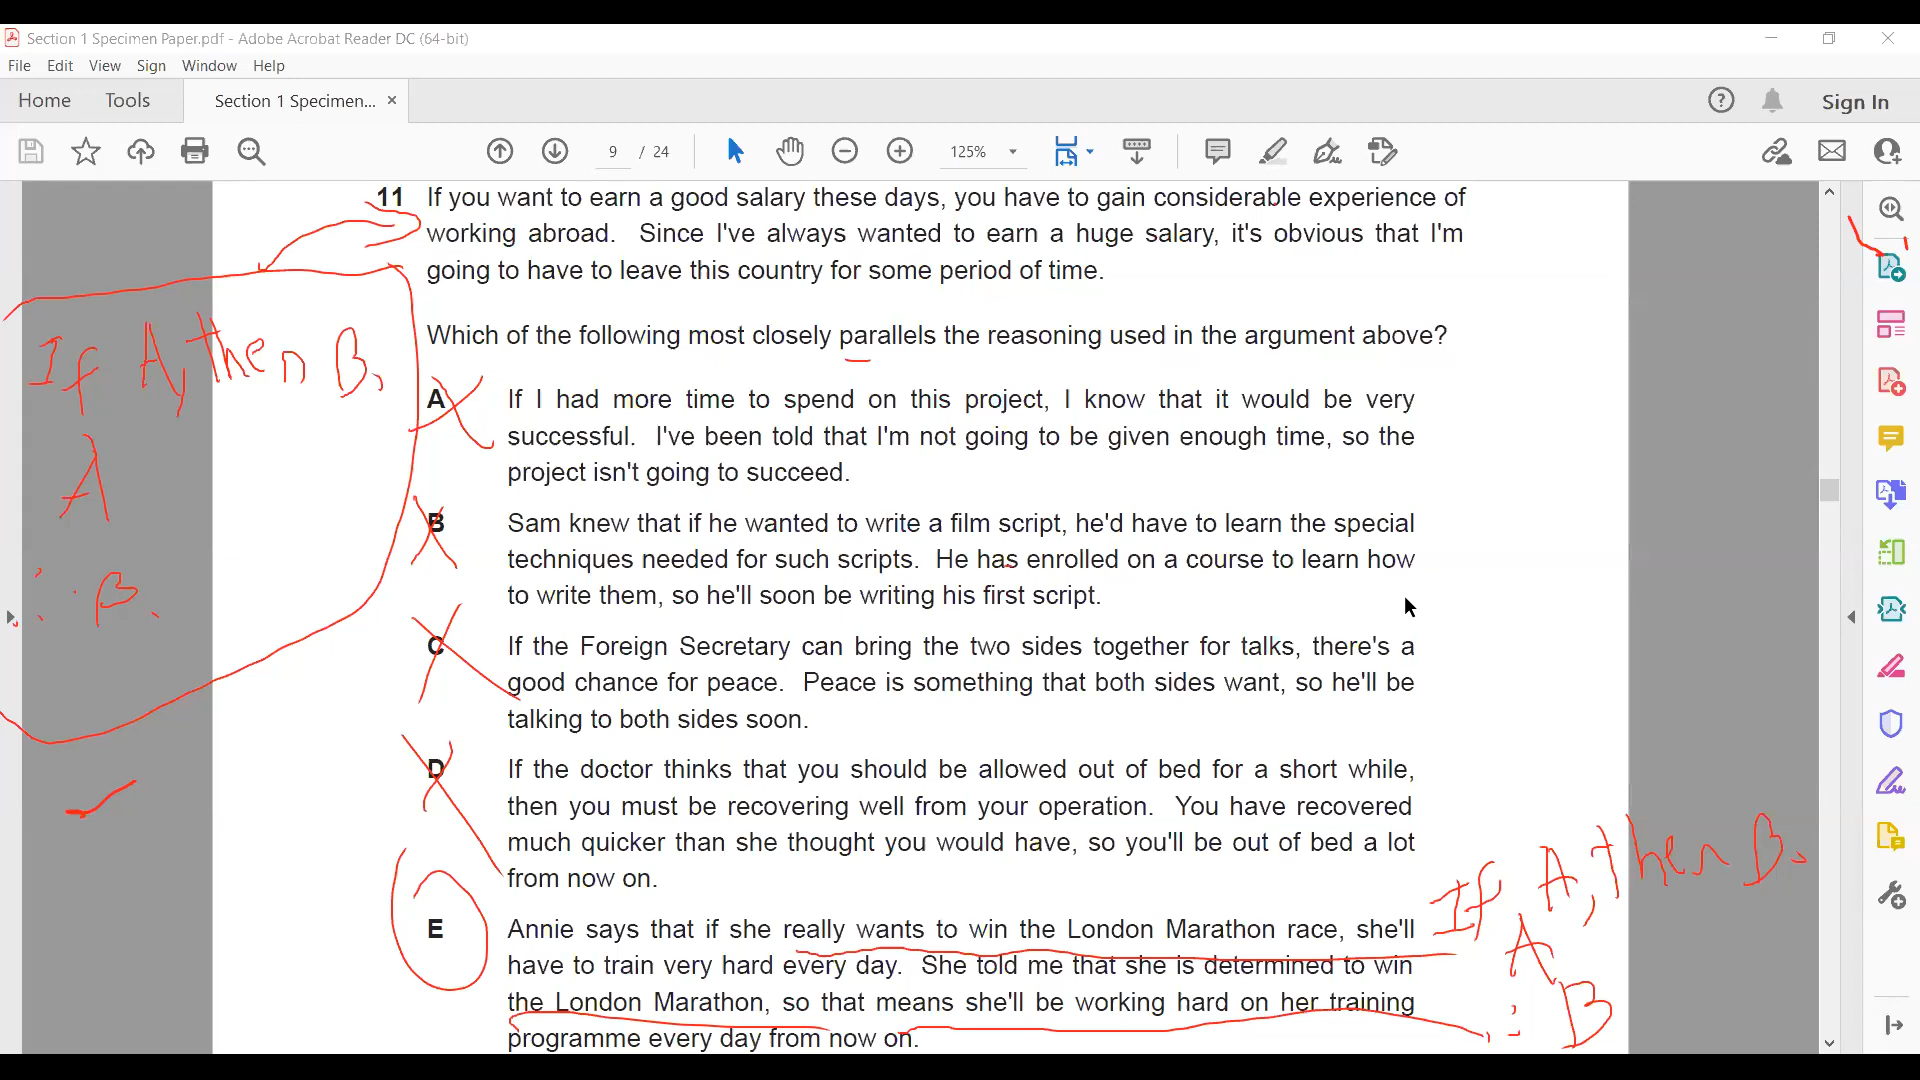 Section 1 Specimen Paper.pdf - Adobe Acrobat Reader DC (64-bit)
File Edit View Sign Window Help
Home Tools Section 1 Specimen... × Sign In
9 / 24 125%
11 If you want to earn a good salary these days, you have to gain considerable experience of
working abroad. Since I've always wanted to earn a huge salary, it's obvious that I'm
going to have to leave this country for some period of time.
If A, then B.
A
∴ B.
Which of the following most closely parallels the reasoning used in the argument above?
A If I had more time to spend on this project, I know that it would be very
successful. I've been told that I'm not going to be given enough time, so the
project isn't going to succeed.
B Sam knew that if he wanted to write a film script, he'd have to learn the special
techniques needed for such scripts. He has enrolled on a course to learn how
to write them, so he'll soon be writing his first script.
C If the Foreign Secretary can bring the two sides together for talks, there's a
good chance for peace. Peace is something that both sides want, so he'll be
talking to both sides soon.
D If the doctor thinks that you should be allowed out of bed for a short while,
then you must be recovering well from your operation. You have recovered
much quicker than she thought you would have, so you'll be out of bed a lot
from now on.
E Annie says that if she really wants to win the London Marathon race, she'll
have to train very hard every day. She told me that she is determined to win
the London Marathon, so that means she'll be working hard on her training
programme every day from now on.
If A, then B.
A
∴ B